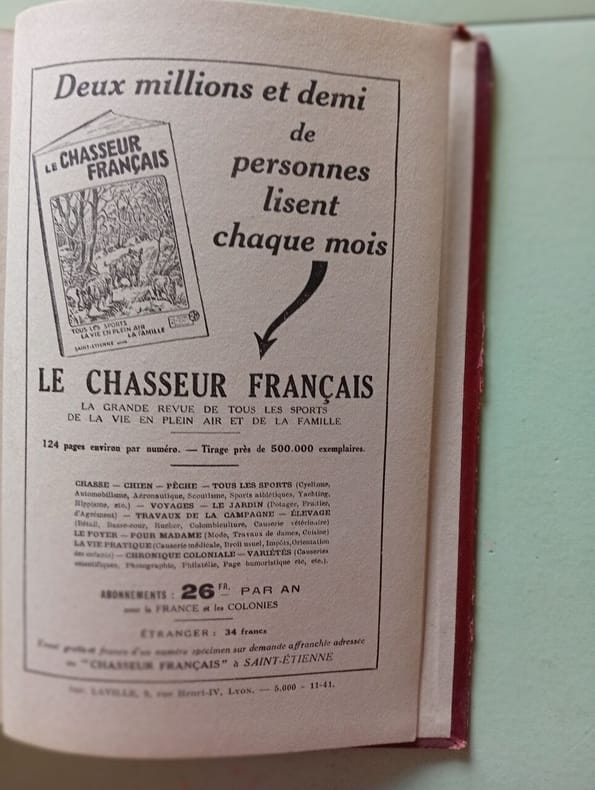 Deux millions et demi
de
personnes
lisent
chaque mois
LE CHASSEUR
FRANÇAIS
TOUS LES SPORTS
LA VIE EN PLEIN AIR
LA FAMILLE
SAINT-ETIENNE
LE CHASSEUR FRANÇAIS
LA GRANDE REVUE DE TOUS LES SPORTS
DE LA VIE EN PLEIN AIR ET DE LA FAMILLE
124 pages environ par numéro. — Tirage près de 500.000 exemplaires.
CHASSE — CHIEN — PÊCHE — TOUS LES SPORTS (Cyclisme,
Automobilisme, Aéronautique, Scoutisme, Sports athlétiques, Yachting,
Hippisme, etc.) — VOYAGES — LE JARDIN (Potager, Fruitier,
d'Agrément) — TRAVAUX DE LA CAMPAGNE — ÉLEVAGE
(Bétail, Basse-cour, Rucher, Colombiculture, Causerie vétérinaire)
LE FOYER — POUR MADAME (Mode, Travaux de dames, Cuisine)
LA VIE PRATIQUE (Causerie médicale, Droit usuel, Impôts, Orientation
des enfants) — CHRONIQUE COLONIALE — VARIÉTÉS (Causeries
scientifiques, Photographie, Philatélie, Page humoristique etc, etc.).
ABONNEMENTS : 26 FR. PAR AN
pour la FRANCE et les COLONIES
ÉTRANGER : 34 francs
Envoi gratis et franco d'un numéro spécimen sur demande affranchie adressée
au "CHASSEUR FRANÇAIS" à SAINT-ÉTIENNE
Imp. LAVILLE, 9, rue Henri-IV, Lyon. — 5.000 - 11-41.